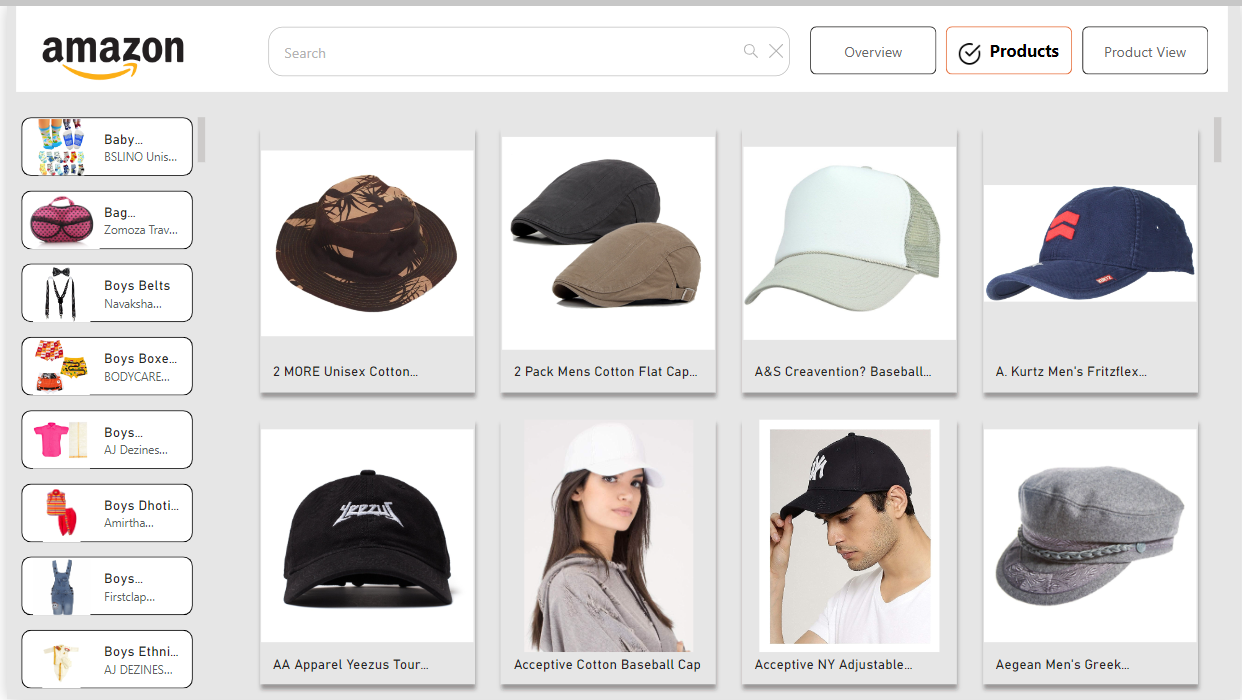 amazon
Search
Overview
Products
Product View
Baby...
BSLINO Unis...
Bag...
Zomoza Trav...
Boys Belts
Navaksha...
Boys Boxe...
BODYCARE...
Boys...
AJ Dezines...
Boys Dhoti...
Amirtha...
Boys...
Firstclap...
Boys Ethni...
AJ DEZINES...
2 MORE Unisex Cotton...
2 Pack Mens Cotton Flat Cap...
A&S Creavention? Baseball...
KURTZ
A. Kurtz Men's Fritzflex...
YEEZUS
AA Apparel Yeezus Tour...
Acceptive Cotton Baseball Cap
NY
Acceptive NY Adjustable...
Aegean Men's Greek...